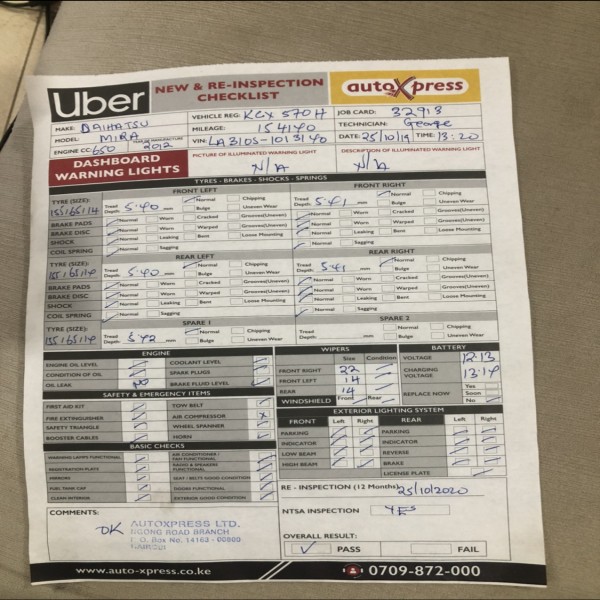 Uber
NEW & RE-INSPECTION CHECKLIST
autoXpress
MAKE: DAIHATSU
VEHICLE REG: KCX 570H
JOB CARD: 32913
MODEL: MIRA
YEAR OF MANUFACTURE 2012
MILEAGE: 154140
TECHNICIAN: George
ENGINE CC: 650
VIN: LA310S-1013140
DATE: 25/10/19 TIME: 13:20
DASHBOARD WARNING LIGHTS
PICTURE OF ILLUMINATED WARNING LIGHT
N/A
DESCRIPTION OF ILLUMINATED WARNING LIGHT
N/A
TYRES - BRAKES - SHOCKS - SPRINGS
FRONT LEFT
FRONT RIGHT
TYRE (SIZE): 155/65/14
Tread Depth: 5.40 mm Normal Chipping Bulge Uneven Wear
Tread Depth: 5.41 mm Normal Chipping Bulge Uneven Wear
BRAKE PADS Normal Worn Cracked Grooves(Uneven) Normal Worn Cracked Grooves(Uneven)
BRAKE DISC Normal Worn Warped Grooves(Uneven) Normal Worn Warped Grooves(Uneven)
SHOCK Normal Leaking Bent Loose Mounting Normal Leaking Bent Loose Mounting
COIL SPRING Normal Sagging Normal Sagging
REAR LEFT
REAR RIGHT
TYRE (SIZE): 155/65/14
Tread Depth: 5.40 mm Normal Chipping Bulge Uneven Wear
Tread Depth: 5.41 mm Normal Chipping Bulge Uneven Wear
BRAKE PADS Normal Worn Cracked Grooves(Uneven) Normal Worn Cracked Grooves(Uneven)
BRAKE DISC Normal Worn Warped Grooves(Uneven) Normal Worn Warped Grooves(Uneven)
SHOCK Normal Leaking Bent Loose Mounting Normal Leaking Bent Loose Mounting
COIL SPRING Normal Sagging Normal Sagging
SPARE 1
SPARE 2
TYRE (SIZE): 155/65/14
Tread Depth: 5.42 mm Normal Chipping Bulge Uneven Wear
Tread Depth: mm Normal Chipping Bulge Uneven Wear
ENGINE
ENGINE OIL LEVEL COOLANT LEVEL
CONDITION OF OIL SPARK PLUGS
OIL LEAK NO BRAKE FLUID LEVEL
WIPERS
Size Condition
FRONT RIGHT 22
FRONT LEFT 14
REAR 14
WINDSHIELD Front Rear
BATTERY
VOLTAGE 12.13
CHARGING VOLTAGE 13.14
REPLACE NOW Yes Soon No
SAFETY & EMERGENCY ITEMS
FIRST AID KIT TOW BELT
FIRE EXTINGUISHER AIR COMPRESSOR X
SAFETY TRIANGLE WHEEL SPANNER
BOOSTER CABLES HORN
EXTERIOR LIGHTING SYSTEM
FRONT Left Right REAR Left Right
PARKING PARKING
INDICATOR INDICATOR
LOW BEAM REVERSE
HIGH BEAM BRAKE
LICENSE PLATE
BASIC CHECKS
WARNING LAMPS FUNCTIONAL AIR CONDITIONER / FAN FUNCTIONAL
REGISTRATION PLATE RADIO & SPEAKERS FUNCTIONAL
MIRRORS SEAT / BELTS GOOD CONDITION
FUEL TANK CAP DOORS FUNCTIONAL
CLEAN INTERIOR EXTERIOR GOOD CONDITION
RE - INSPECTION (12 Months) 25/10/2020
NTSA INSPECTION YES
COMMENTS: OK
AUTOXPRESS LTD.
NGONG ROAD BRANCH
P. O. Box No. 14163 - 00800
NAIROBI
OVERALL RESULT:
✓ PASS FAIL
www.auto-xpress.co.ke
0709-872-000